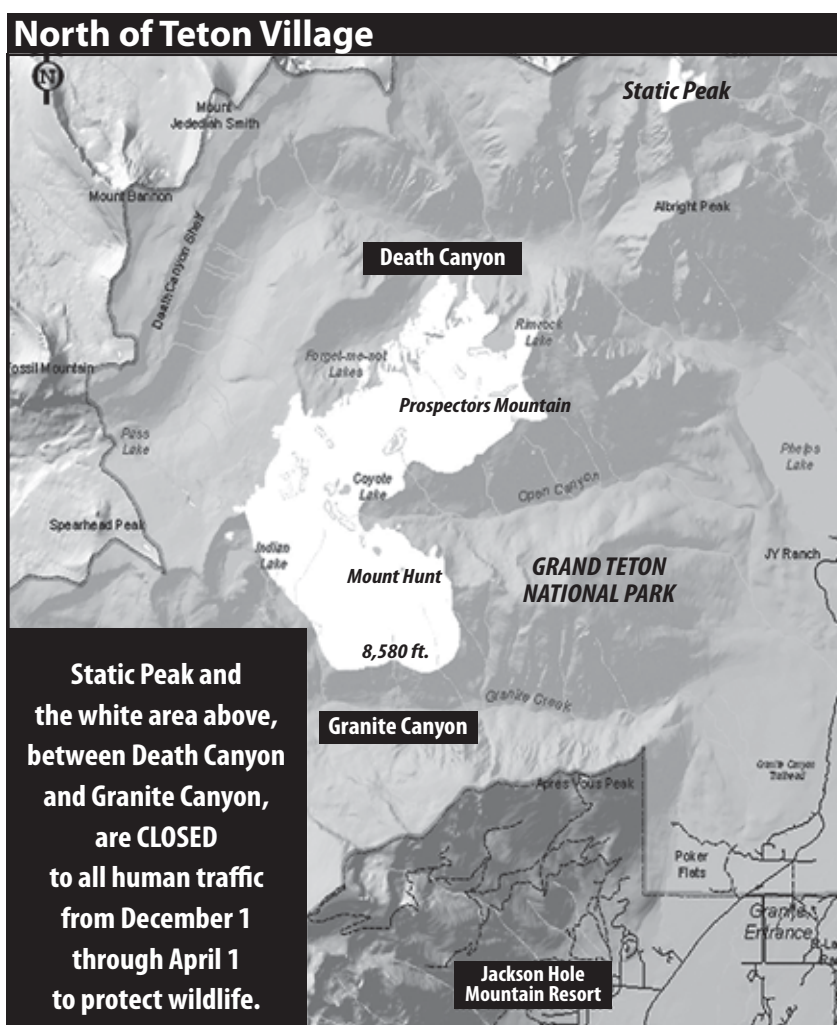 North of Teton Village
N
Static Peak
Mount
Jedediah Smith
Mount Bannon
Albright Peak
Death Canyon Shelf
Death Canyon
Rimrock
Lake
Forget-me-not
Lakes
ossil Mountain
Prospectors Mountain
Pass
Lake
Phelps
Lake
Coyote
Lake
Open Canyon
Spearhead Peak
Indian
Lake
JY Ranch
Mount Hunt
GRAND TETON
NATIONAL PARK
8,580 ft.
Granite Creek
Granite Canyon
Static Peak and
the white area above,
between Death Canyon
and Granite Canyon,
are CLOSED
to all human traffic
from December 1
through April 1
to protect wildlife.
Granite Canyon
Trailhead
Apres Vous Peak
Poker
Flats
Granite
Entrance
Jackson Hole
Mountain Resort